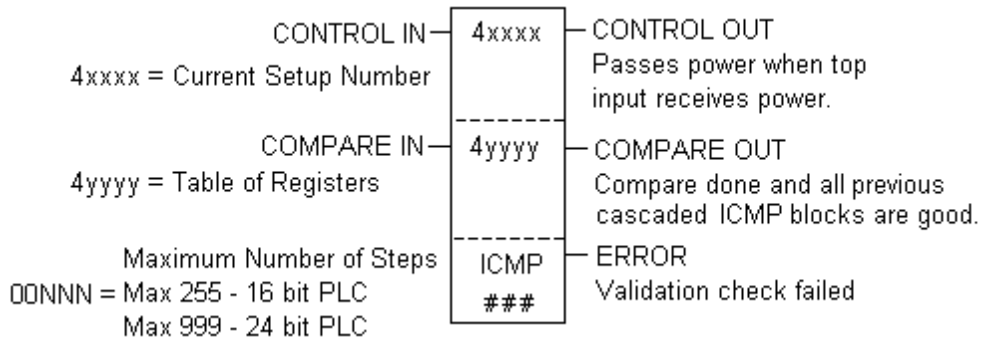 CONTROL IN
4xxxx
CONTROL OUT
4xxxx = Current Setup Number
Passes power when top
input receives power.
COMPARE IN
4yyyy
COMPARE OUT
4yyyy = Table of Registers
Compare done and all previous
cascaded ICMP blocks are good.
Maximum Number of Steps
00NNN = Max 255 - 16 bit PLC
Max 999 - 24 bit PLC
ICMP
###
ERROR
Validation check failed